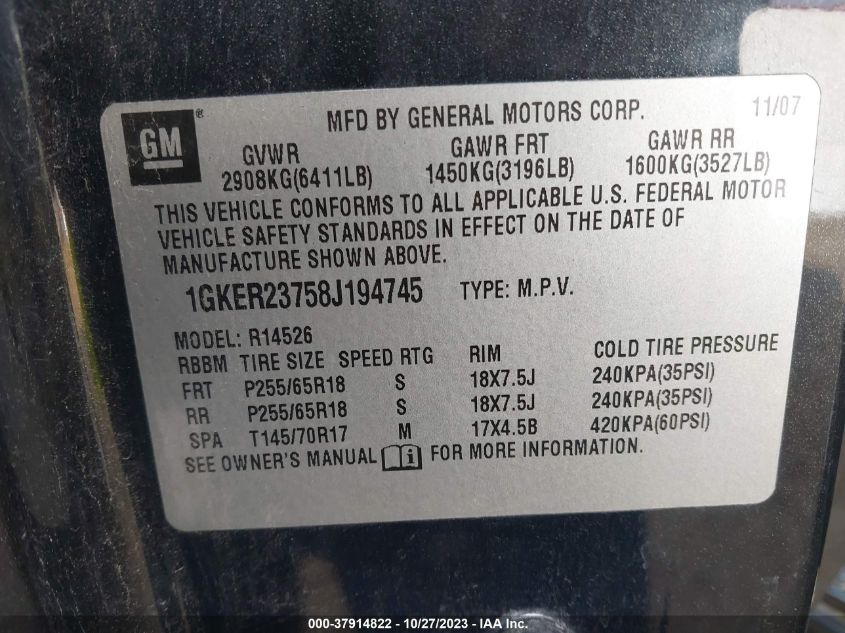 GM®
MFD BY GENERAL MOTORS CORP. 11/07
GVWR GAWR FRT GAWR RR
2908KG(6411LB) 1450KG(3196LB) 1600KG(3527LB)
THIS VEHICLE CONFORMS TO ALL APPLICABLE U.S. FEDERAL MOTOR
VEHICLE SAFETY STANDARDS IN EFFECT ON THE DATE OF
MANUFACTURE SHOWN ABOVE.
1GKER23758J194745 TYPE: M.P.V.
MODEL: R14526
RBBM TIRE SIZE SPEED RTG RIM COLD TIRE PRESSURE
FRT P255/65R18 S 18X7.5J 240KPA(35PSI)
RR P255/65R18 S 18X7.5J 240KPA(35PSI)
SPA T145/70R17 M 17X4.5B 420KPA(60PSI)
SEE OWNER'S MANUAL FOR MORE INFORMATION.
000-37914822 - 10/27/2023 - IAA Inc.